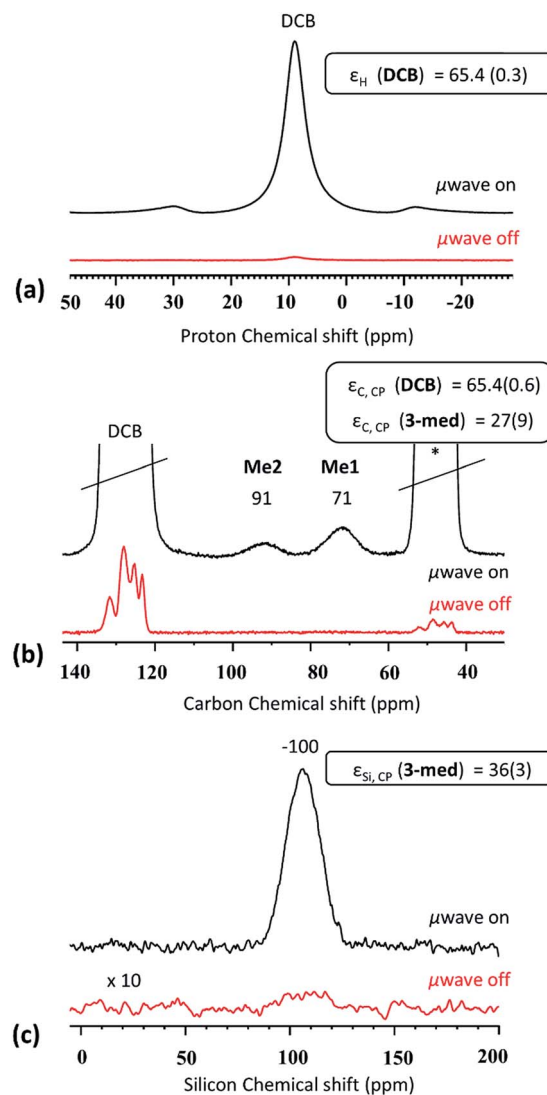 DCB
ε_H (DCB) = 65.4 (0.3)
μwave on
μwave off
(a)
50 40 30 20 10 0 -10 -20
Proton Chemical shift (ppm)
ε_C, CP (DCB) = 65.4(0.6)
ε_C, CP (3-med) = 27(9)
DCB
*
Me2 Me1
91 71
μwave on
μwave off
(b)
140 120 100 80 60 40
Carbon Chemical shift (ppm)
-100
ε_Si, CP (3-med) = 36(3)
μwave on
μwave off
x 10
(c)
0 50 100 150 200
Silicon Chemical shift (ppm)